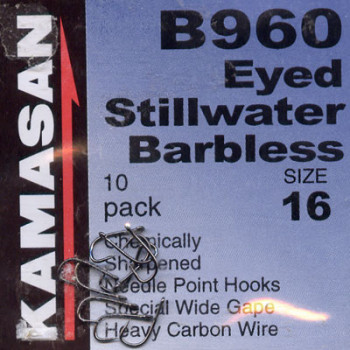 KAMASAN
B960
Eyed
Stillwater
Barbless
10
pack
SIZE
16
Chemically
Sharpened
Needle Point Hooks
Special Wide Gape
Heavy Carbon Wire